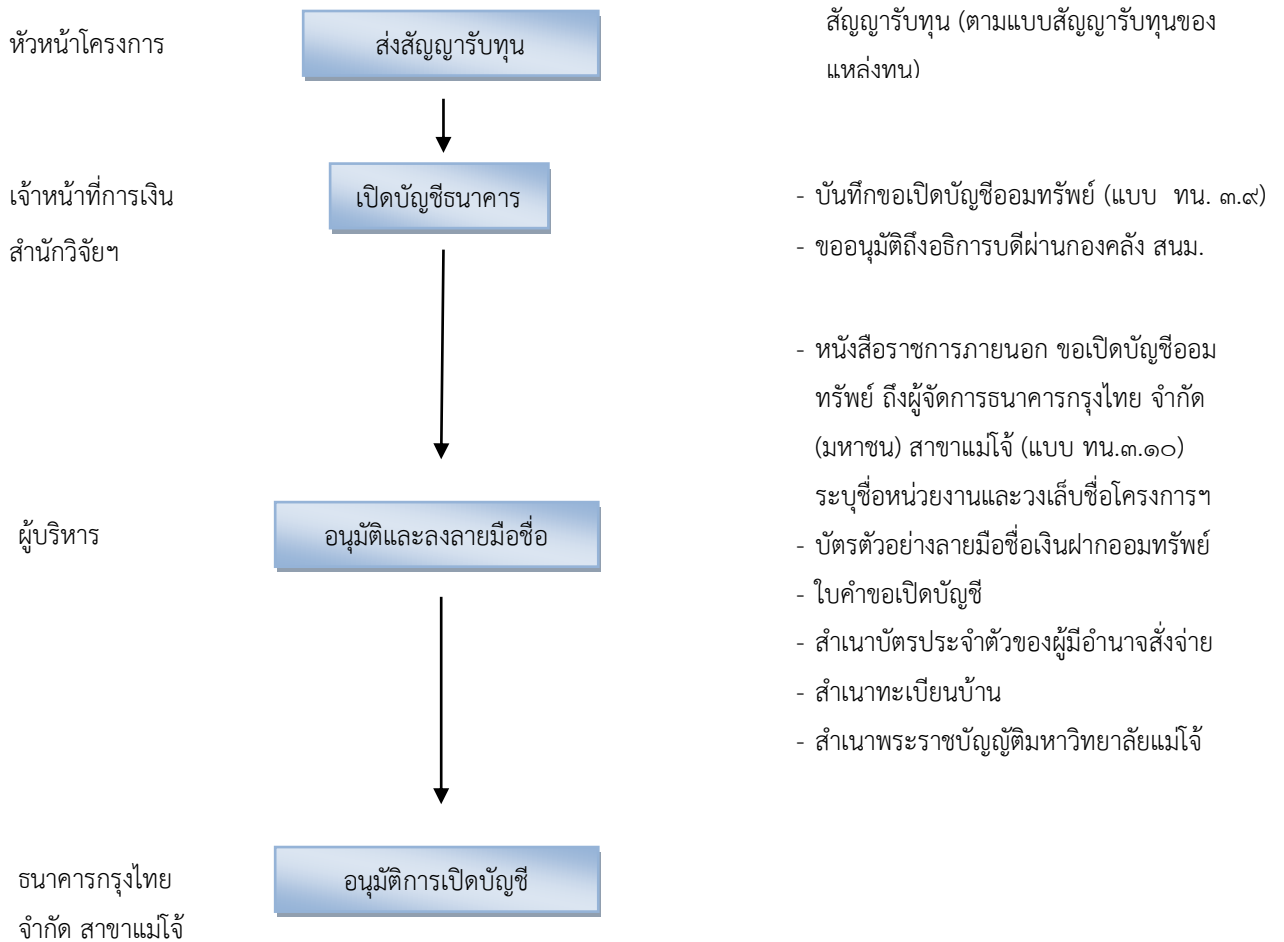 หัวหน้าโครงการ
ส่งสัญญารับทุน
สัญญารับทุน (ตามแบบสัญญารับทุนของ
แหล่งทุน)
เจ้าหน้าที่การเงิน
สำนักวิจัยฯ
เปิดบัญชีธนาคาร
- บันทึกขอเปิดบัญชีออมทรัพย์ (แบบ ทน. ๓.๙)
- ขออนุมัติถึงอธิการบดีผ่านกองคลัง สนม.
- หนังสือราชการภายนอก ขอเปิดบัญชีออม
ทรัพย์ ถึงผู้จัดการธนาคารกรุงไทย จำกัด
(มหาชน) สาขาแม่โจ้ (แบบ ทน.๓.๑๐)
ระบุชื่อหน่วยงานและวงเล็บชื่อโครงการฯ
ผู้บริหาร
อนุมัติและลงลายมือชื่อ
- บัตรตัวอย่างลายมือชื่อเงินฝากออมทรัพย์
- ใบคำขอเปิดบัญชี
- สำเนาบัตรประจำตัวของผู้มีอำนาจสั่งจ่าย
- สำเนาทะเบียนบ้าน
- สำเนาพระราชบัญญัติมหาวิทยาลัยแม่โจ้
ธนาคารกรุงไทย
จำกัด สาขาแม่โจ้
อนุมัติการเปิดบัญชี